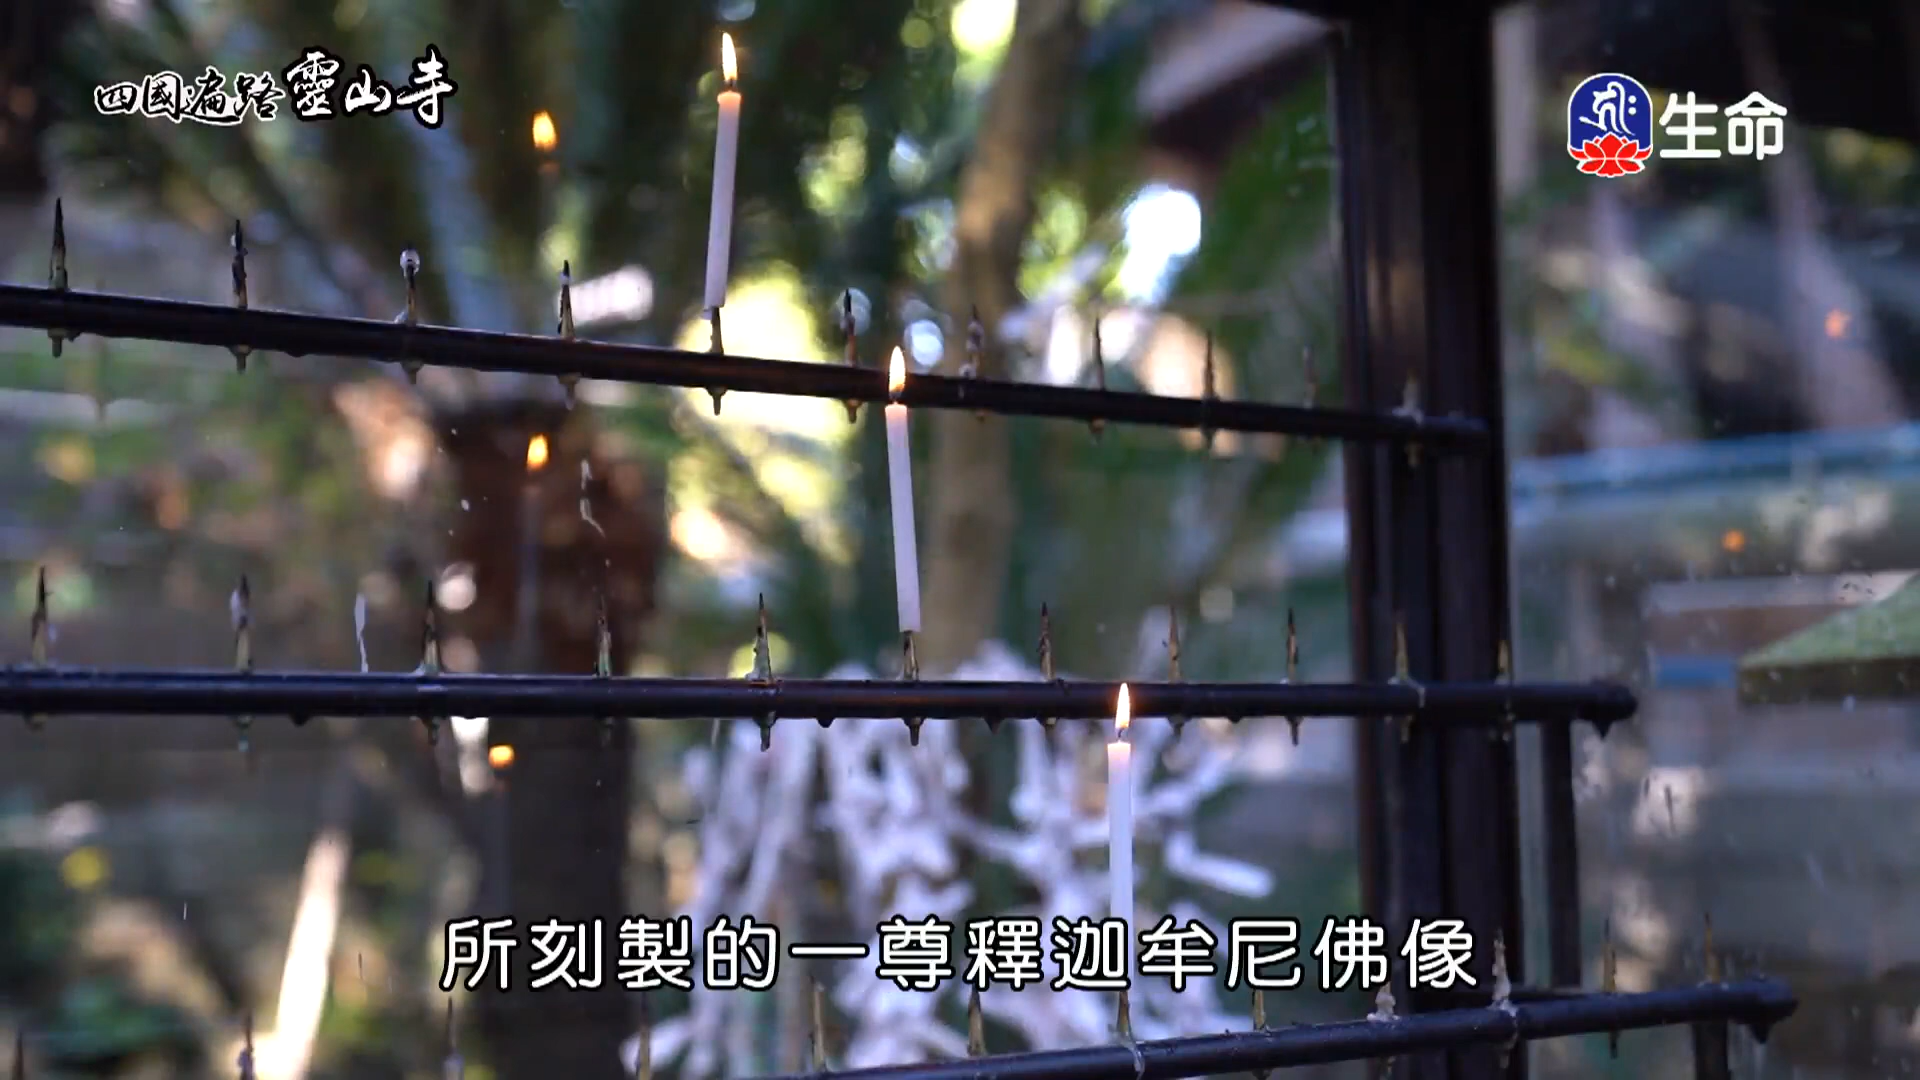 四國遍路靈山寺
生命
所刻製的一尊釋迦牟尼佛像